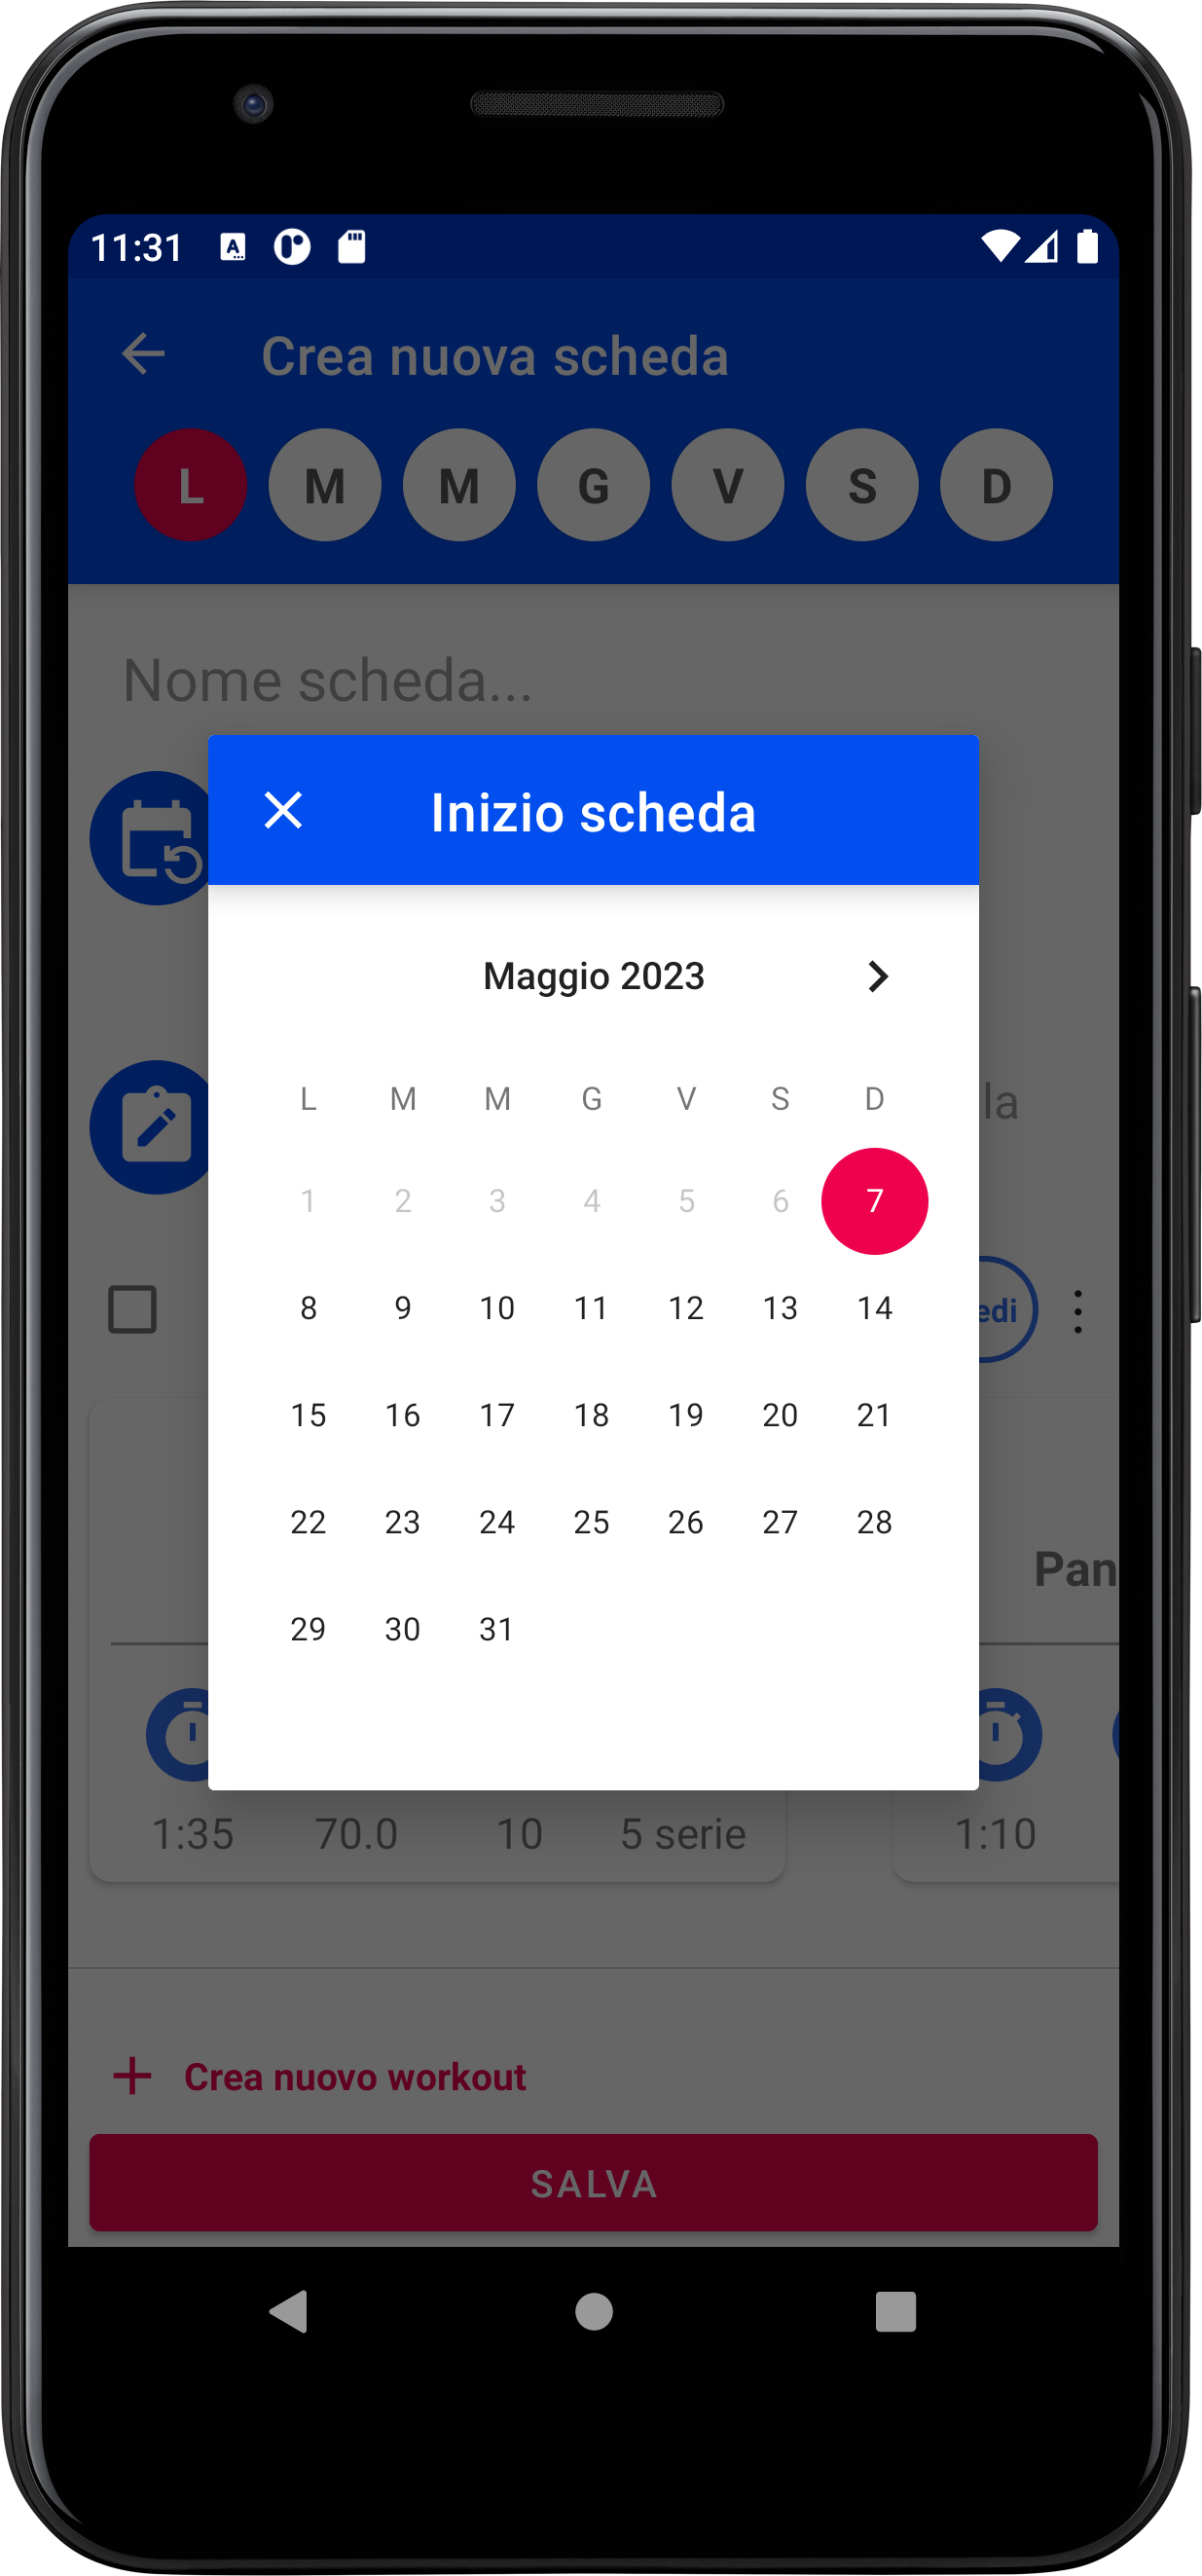 11:31
Crea nuova scheda
L M M G V S D
Nome scheda...
Inizio scheda
Maggio 2023
L M M G V S D
1 2 3 4 5 6 7
8 9 10 11 12 13 14
15 16 17 18 19 20 21
22 23 24 25 26 27 28
29 30 31
la
edi
Pan
1:35 70.0 10 5 serie 1:10
Crea nuovo workout
SALVA